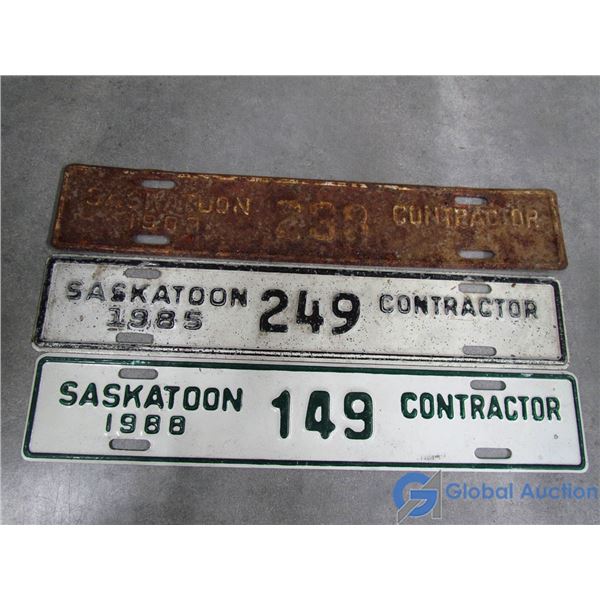 SASKATOON CONTRACTOR
SASKATOON 249 CONTRACTOR
1985
SASKATOON 149 CONTRACTOR
1988
Global Auction